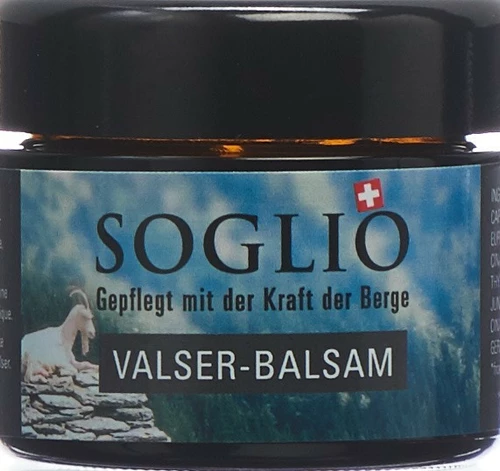 SOGLIO
Gepflegt mit der Kraft der Berge
VALSER-BALSAM